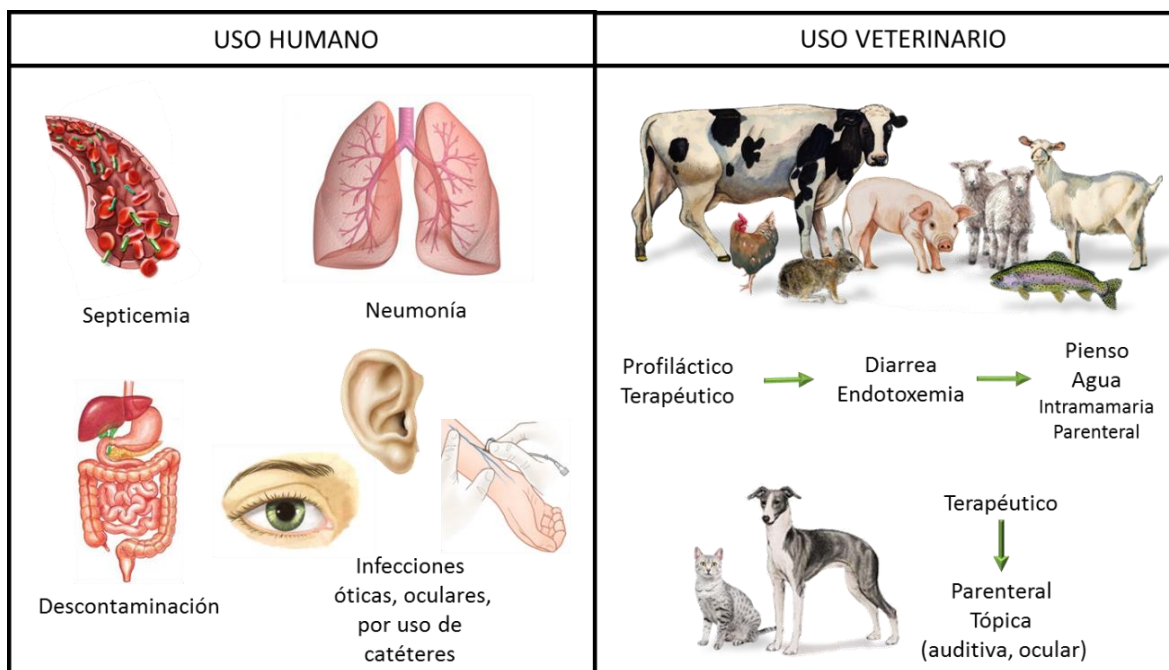 USO HUMANO
Septicemia
Neumonía
Descontaminación
Infecciones
óticas, oculares,
por uso de
catéteres
USO VETERINARIO
Profiláctico
Terapéutico
Diarrea
Endotoxemia
Pienso
Agua
Intramamaria
Parenteral
Terapéutico
Parenteral
Tópica
(auditiva, ocular)